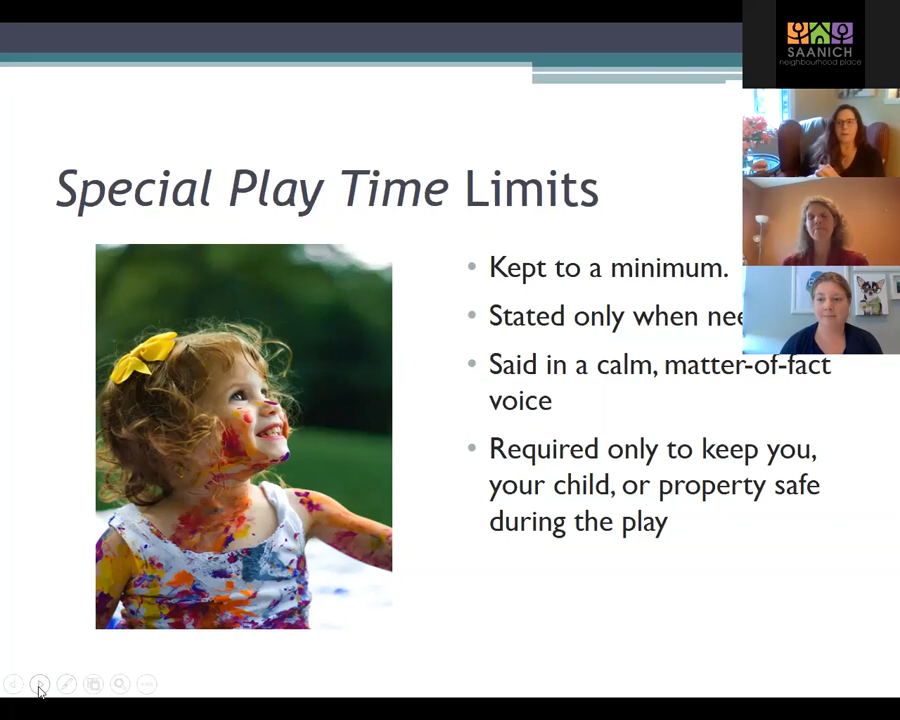 SAANICH
neighbourhood place
Special Play Time Limits
Kept to a minimum.
Stated only when
Said in a calm, matter-of-fact
voice
Required only to keep you,
your child, or property safe
during the play